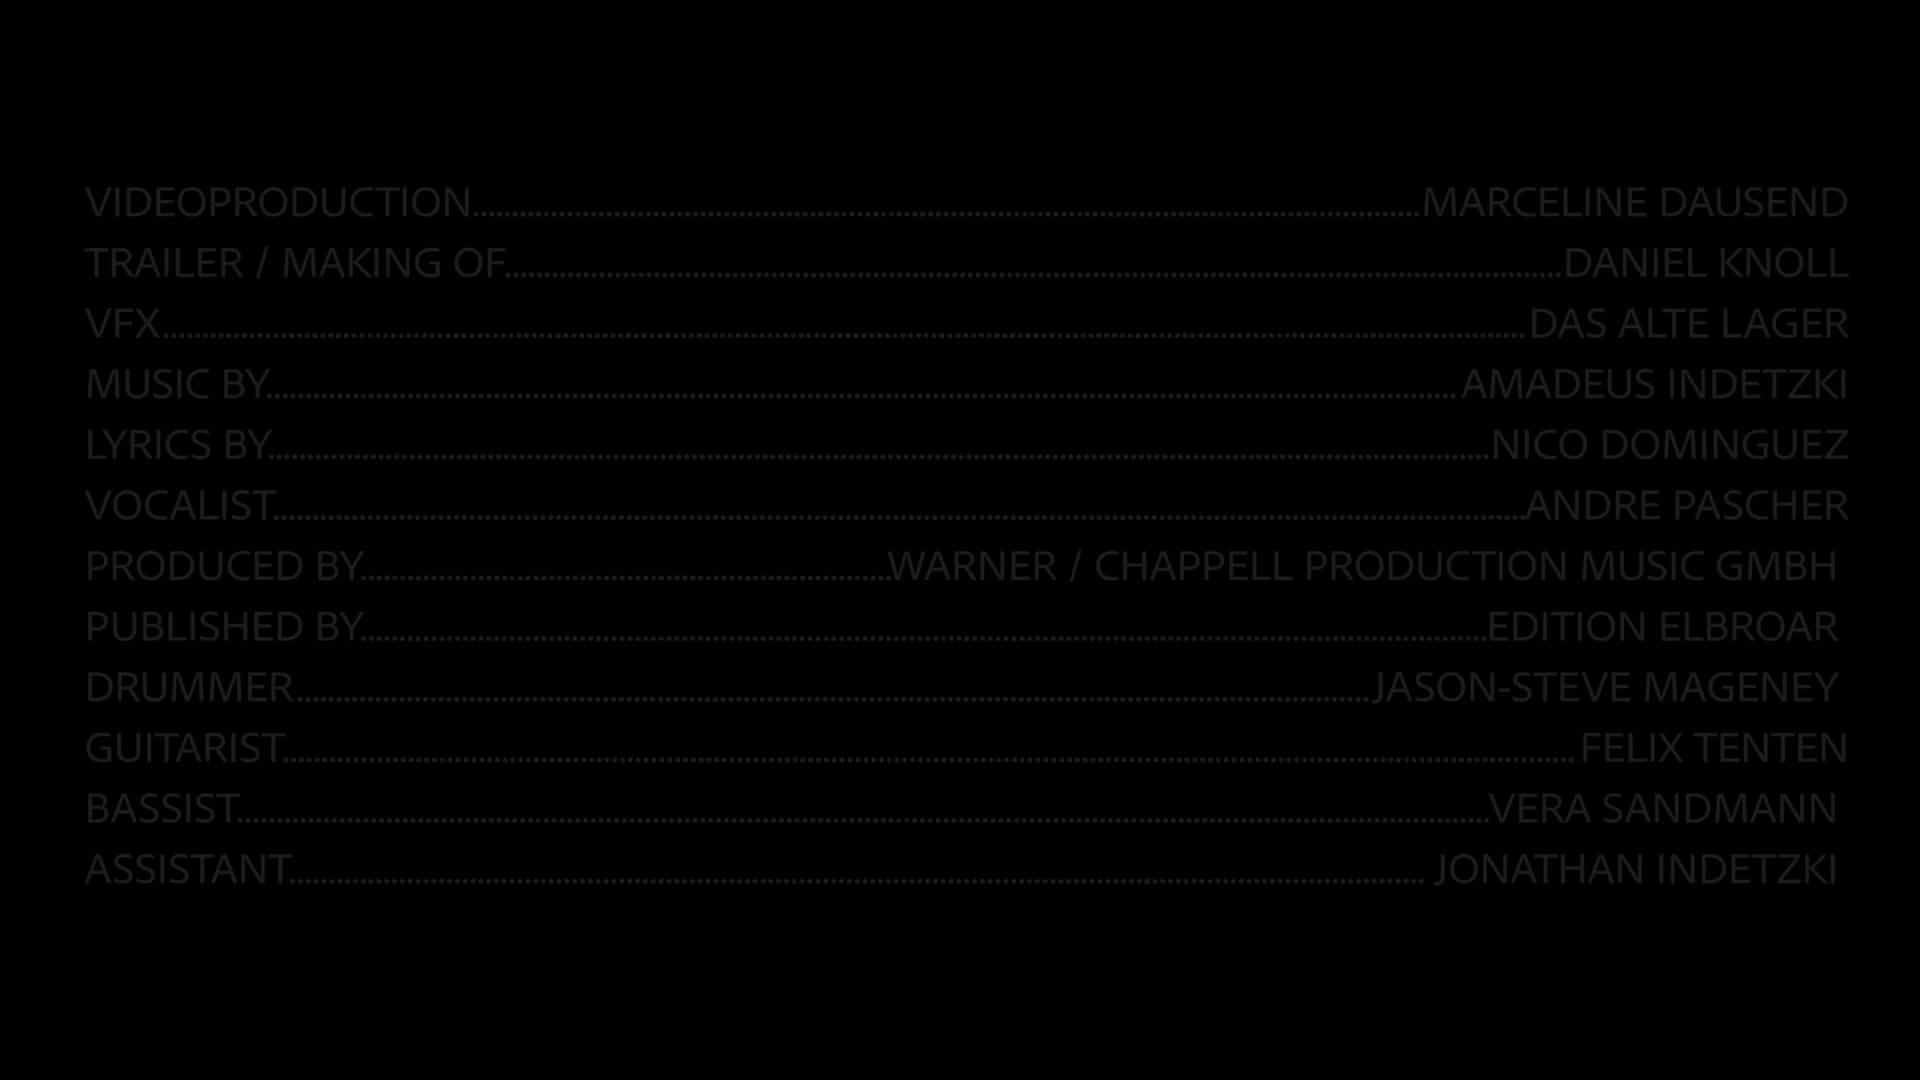 VIDEOPRODUCTION........................................MARCELINE DAUSEND
TRAILER / MAKING OF........................................DANIEL KNOLL
VFX........................................DAS ALTE LAGER
MUSIC BY........................................AMADEUS INDETZKI
LYRICS BY........................................NICO DOMINGUEZ
VOCALIST........................................ANDRE PASCHER
PRODUCED BY........................................WARNER / CHAPPELL PRODUCTION MUSIC GMBH
PUBLISHED BY........................................EDITION ELBROAR
DRUMMER........................................JASON-STEVE MAGENEY
GUITARIST........................................FELIX TENTEN
BASSIST........................................VERA SANDMANN
ASSISTANT........................................JONATHAN INDETZKI